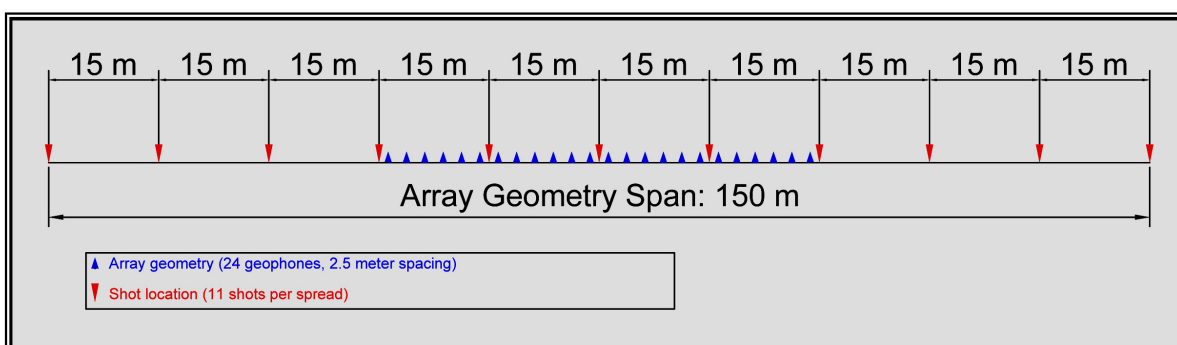 15 m 15 m 15 m 15 m 15 m 15 m 15 m 15 m 15 m 15 m
Array Geometry Span: 150 m
Array geometry (24 geophones, 2.5 meter spacing)
Shot location (11 shots per spread)